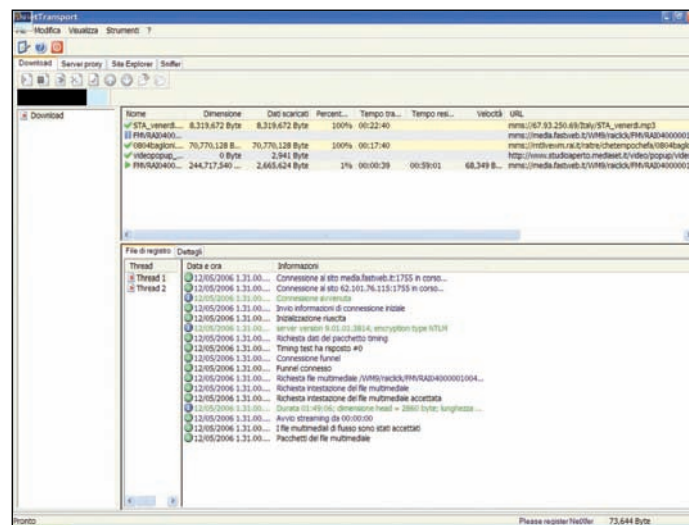 etTransport
Modifica Visualizza Strumenti ?
Download Server proxy Site Explorer Sniffer
Download
Nome Dimensione Dati scaricati Percent... Tempo tra... Tempo resi... Velocità URL
STA_venerdi... 8,319,672 Byte 8,319,672 Byte 100% 00:22:40 mms://67.93.250.69/Italy/STA_venerdi.mp3
FMVRAI0400... mms://media.fastweb.it/WM9/raiclick/FMVRAI04000001
0804baglioni... 70,770,128 B... 70,770,128 Byte 100% 00:17:40 mms://rntlivewm.rai.it/raitre/chetempochefa/0804baglio
videopopup_... 0 Byte 2,941 Byte http://www.studioaperto.mediaset.it/video/popup/vide
FMVRAI0400... 244,717,540 ... 2,665,624 Byte 1% 00:00:39 00:59:01 68,349 B... mms://media.fastweb.it/WM9/raiclick/FMVRAI04000001
File di registro Dettagli
Thread Data e ora Informazioni
Thread 1 12/05/2006 1.31.00.... Connessione al sito media.fastweb.it:1755 in corso...
Thread 2 12/05/2006 1.31.00.... Connessione al sito 62.101.76.115:1755 in corso...
12/05/2006 1.31.00.... Connessione avvenuta
12/05/2006 1.31.00.... Invio informazioni di connessione iniziale
12/05/2006 1.31.00.... Inizializzazione riuscita
12/05/2006 1.31.00.... server version 9.01.01.3814; encryption type NTLM
12/05/2006 1.31.00.... Richiesta dati del pacchetto timing
12/05/2006 1.31.00.... Timing test ha risposto #0
12/05/2006 1.31.00.... Connessione funnel
12/05/2006 1.31.00.... Funnel connesso
12/05/2006 1.31.00.... Richiesta file multimediale /WM9/raiclick/FMVRAI04000001004...
12/05/2006 1.31.00.... Richiesta intestazione del file multimediale
12/05/2006 1.31.00.... Richiesta intestazione del file multimediale accettata
12/05/2006 1.31.00.... Durata 01:49:06; dimensione head = 2860 byte; lunghezza ...
12/05/2006 1.31.00.... Avvio streaming da 00:00:00
12/05/2006 1.31.00.... I file multimediali di flusso sono stati accettati
12/05/2006 1.31.00.... Pacchetti del file multimediale
Pronto Please register NetXfer 73,644 Byte